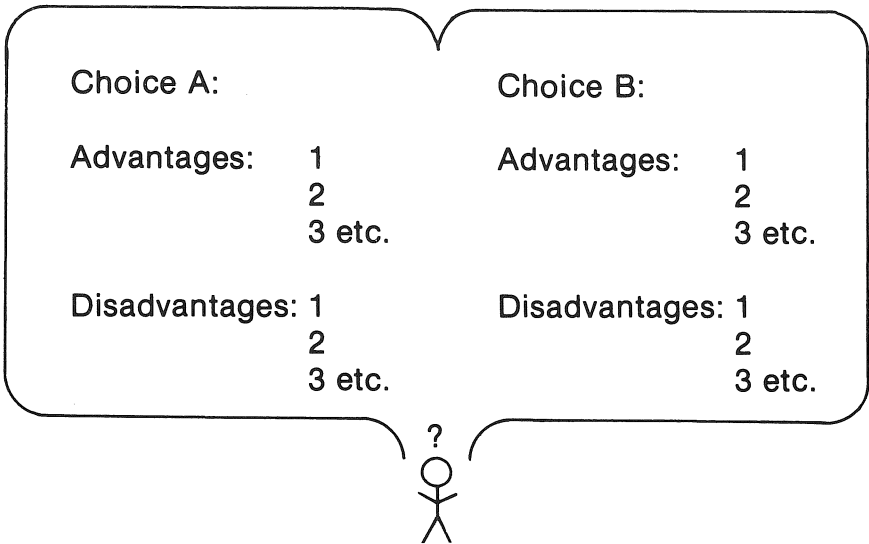 Choice A:
Advantages: 1
2
3 etc.
Disadvantages: 1
2
3 etc.
Choice B:
Advantages: 1
2
3 etc.
Disadvantages: 1
2
3 etc.
?